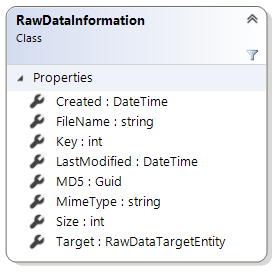 RawDataInformation
Class
Properties
Created : DateTime
FileName : string
Key : int
LastModified : DateTime
MD5 : Guid
MimeType : string
Size : int
Target : RawDataTargetEntity